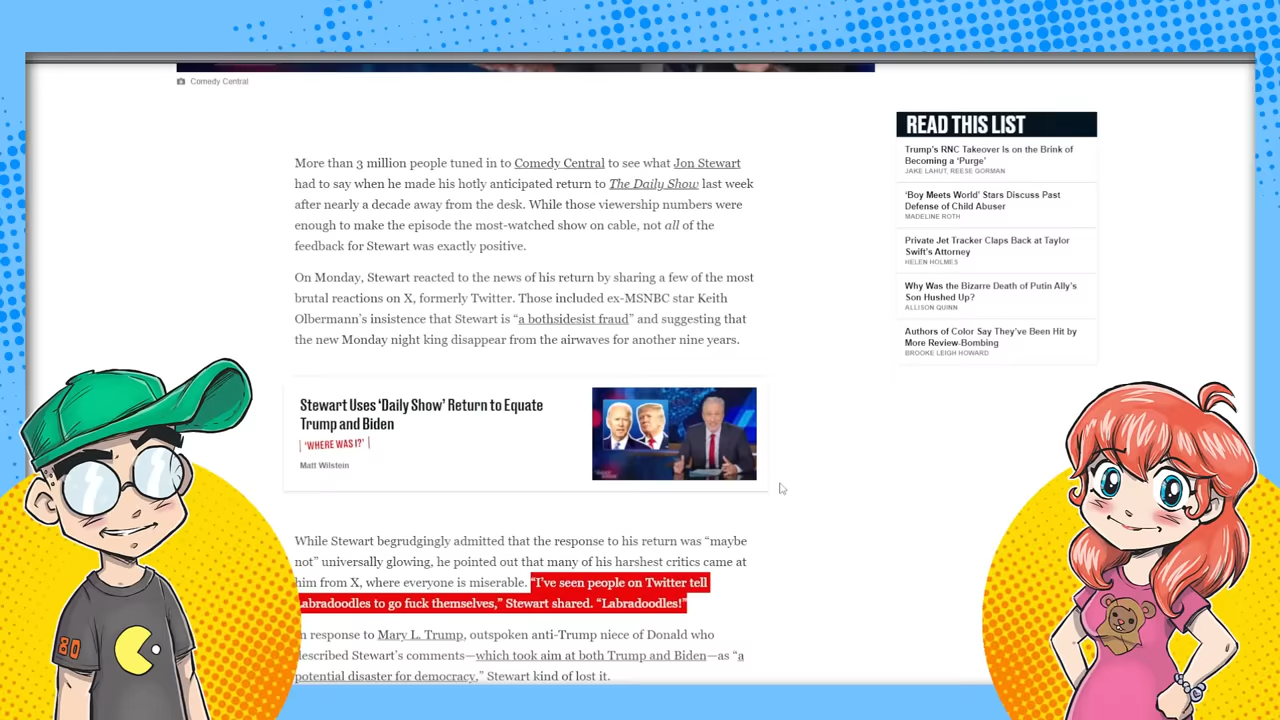 Comedy Central
More than 3 million people tuned in to Comedy Central to see what Jon Stewart
had to say when he made his hotly anticipated return to The Daily Show last week
after nearly a decade away from the desk. While those viewership numbers were
enough to make the episode the most-watched show on cable, not all of the
feedback for Stewart was exactly positive.
On Monday, Stewart reacted to the news of his return by sharing a few of the most
brutal reactions on X, formerly Twitter. Those included ex-MSNBC star Keith
Olbermann’s insistence that Stewart is “a bothsidesist fraud” and suggesting that
the new Monday night king disappear from the airwaves for another nine years.
Stewart Uses ‘Daily Show’ Return to Equate
Trump and Biden
‘WHERE WAS I?’
Matt Wilstein
While Stewart begrudgingly admitted that the response to his return was “maybe
not” universally glowing, he pointed out that many of his harshest critics came at
him from X, where everyone is miserable. “I’ve seen people on Twitter tell
Labradoodles to go fuck themselves,” Stewart shared. “Labradoodles!”
In response to Mary L. Trump, outspoken anti-Trump niece of Donald who
described Stewart’s comments—which took aim at both Trump and Biden—as “a
potential disaster for democracy,” Stewart kind of lost it.
READ THIS LIST
Trump’s RNC Takeover Is on the Brink of
Becoming a ‘Purge’
JAKE LAHUT, REESE GORMAN
‘Boy Meets World’ Stars Discuss Past
Defense of Child Abuser
MADELINE ROTH
Private Jet Tracker Claps Back at Taylor
Swift’s Attorney
HELEN HOLMES
Why Was the Bizarre Death of Putin Ally’s
Son Hushed Up?
ALLISON QUINN
Authors of Color Say They’ve Been Hit by
More Review-Bombing
BROOKE LEIGH HOWARD
80